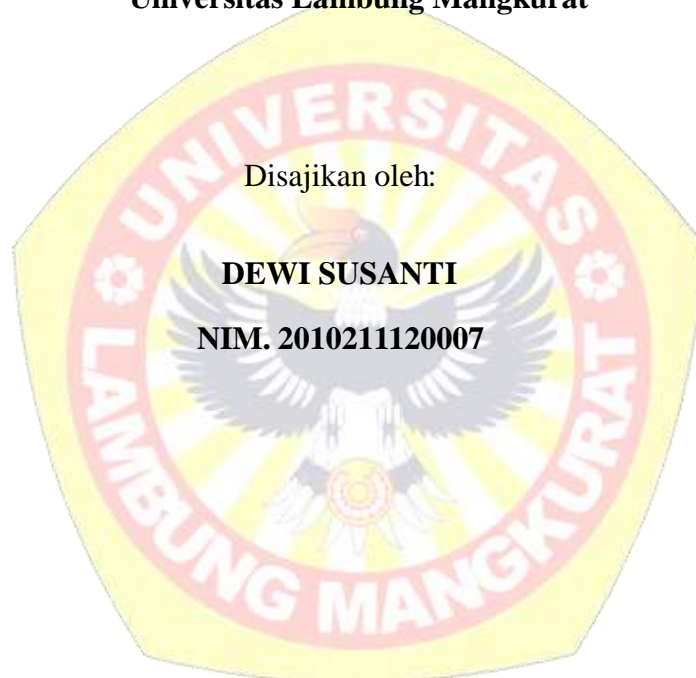 Universitas Lambung Mangkurat
UNIVERSITAS
Disajikan oleh:
DEWI SUSANTI
NIM. 2010211120007
LAMBUNG MANGKURAT